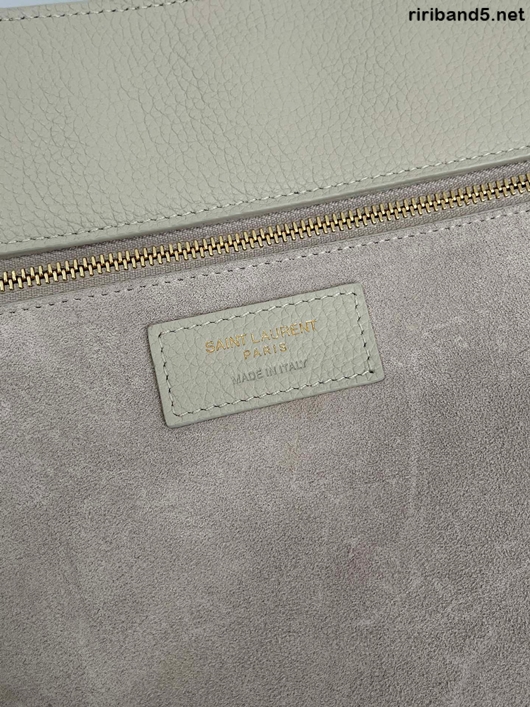 ririband5.net
SAINT LAURENT
PARIS
MADE IN ITALY